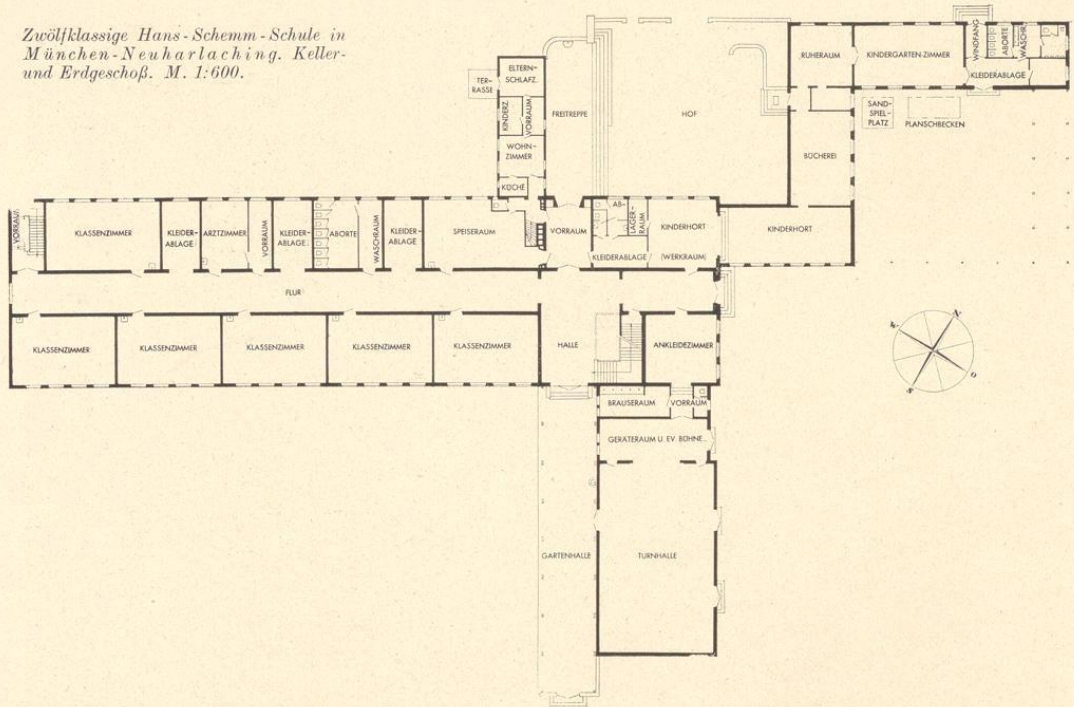 Zwölfklassige Hans-Schemm-Schule in
München-Neuharlaching. Keller-
und Erdgeschoß. M. 1:600.
TER-
RASSE
ELTERN-
SCHLAFZ.
KINDERZ.
VORRAUM
WOHN-
ZIMMER
KÜCHE
FREITREPPE
HOF
RUHERAUM
KINDERGARTEN-ZIMMER
WINDFANG
ABORTE
WASCHR.
KLEIDERABLAGE
SAND-
SPIEL-
PLATZ
PLANSCHBECKEN
BÜCHEREI
KINDERHORT
VORRAUM
KLASSENZIMMER
KLEIDER-
ABLAGE
ARZTZIMMER
VORRAUM
KLEIDER-
ABLAGE
ABORTE
WASCHRAUM
KLEIDER-
ABLAGE
SPEISERAUM
VORRAUM
AB-
LAGER-
RAUM
KLEIDERABLAGE
KINDERHORT
(WERKRAUM)
FLUR
KLASSENZIMMER
KLASSENZIMMER
KLASSENZIMMER
KLASSENZIMMER
KLASSENZIMMER
HALLE
ANKLEIDEZIMMER
BRAUSERAUM
VORRAUM
GERÄTERAUM U. EV. BÜHNE
GARTENHALLE
TURNHALLE
W
N
S
O